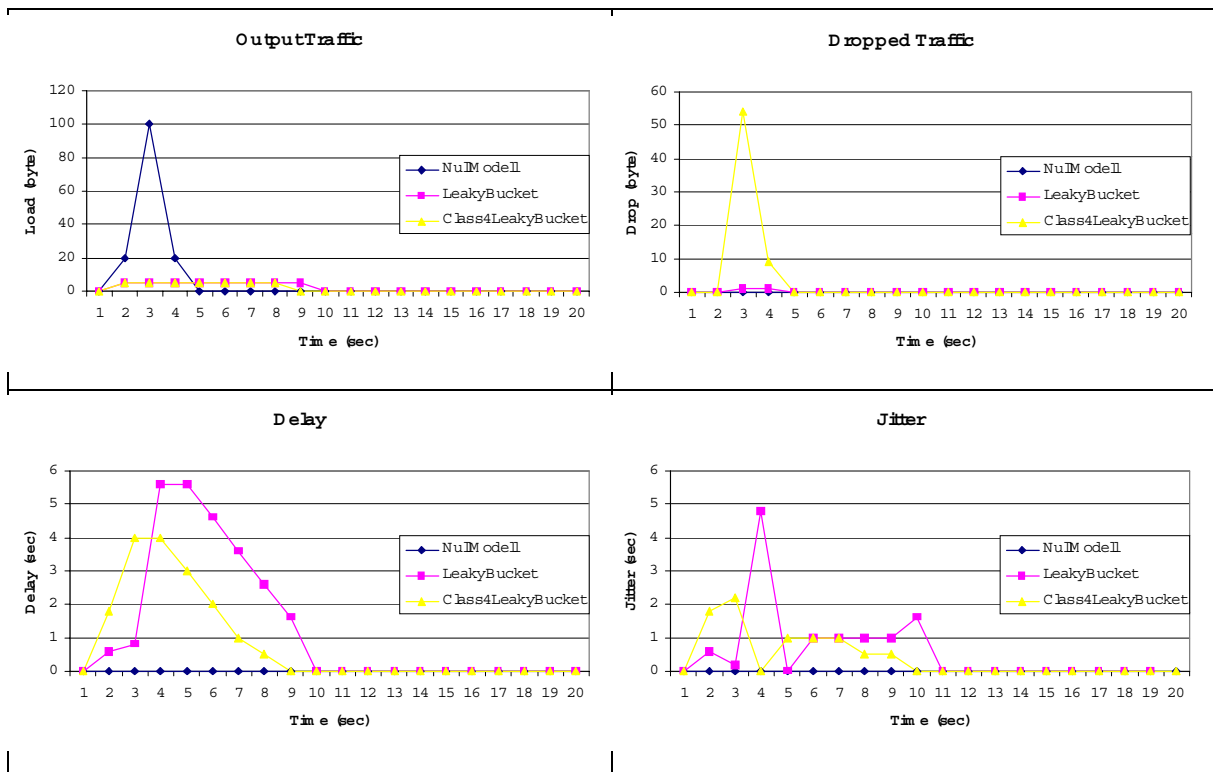 Output Traffic
120
100
80
60
40
20
0
Load (byte)
1 2 3 4 5 6 7 8 9 10 11 12 13 14 15 16 17 18 19 20
Time (sec)
NullModell
LeakyBucket
Class4LeakyBucket
Dropped Traffic
60
50
40
30
20
10
0
Drop (byte)
1 2 3 4 5 6 7 8 9 10 11 12 13 14 15 16 17 18 19 20
Time (sec)
NullModell
LeakyBucket
Class4LeakyBucket
Delay
6
5
4
3
2
1
0
Delay (sec)
1 2 3 4 5 6 7 8 9 10 11 12 13 14 15 16 17 18 19 20
Time (sec)
NullModell
LeakyBucket
Class4LeakyBucket
Jitter
6
5
4
3
2
1
0
Jitter (sec)
1 2 3 4 5 6 7 8 9 10 11 12 13 14 15 16 17 18 19 20
Time (sec)
NullModell
LeakyBucket
Class4LeakyBucket